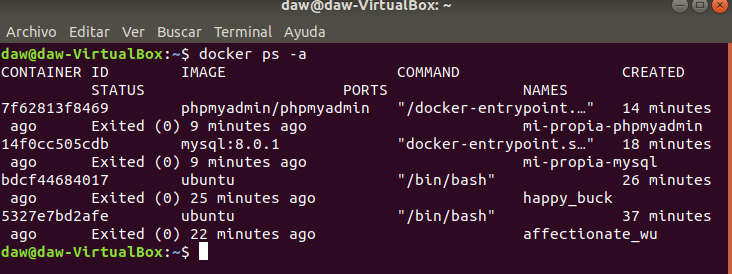 daw@daw-VirtualBox: ~
Archivo Editar Ver Buscar Terminal Ayuda
daw@daw-VirtualBox:~$ docker ps -a
CONTAINER ID        IMAGE                   COMMAND                  CREATED
          STATUS                      PORTS               NAMES
7f62813f8469        phpmyadmin/phpmyadmin   "/docker-entrypoint.…"   14 minutes
 ago      Exited (0) 9 minutes ago                        mi-propia-phpmyadmin
14f0cc505cdb        mysql:8.0.1             "docker-entrypoint.s…"   18 minutes
 ago      Exited (0) 9 minutes ago                        mi-propia-mysql
bdcf44684017        ubuntu                  "/bin/bash"              26 minutes
 ago      Exited (0) 25 minutes ago                       happy_buck
5327e7bd2afe        ubuntu                  "/bin/bash"              37 minutes
 ago      Exited (0) 22 minutes ago                       affectionate_wu
daw@daw-VirtualBox:~$